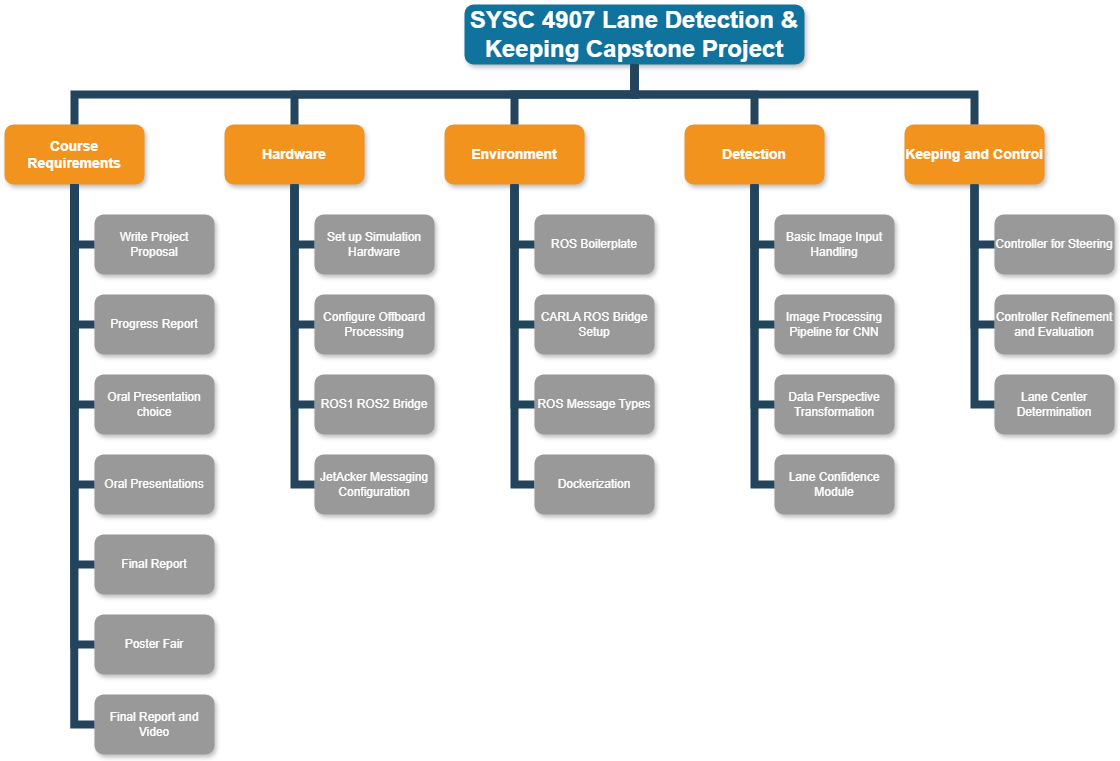 SYSC 4907 Lane Detection &
Keeping Capstone Project
Course
Requirements
Hardware
Environment
Detection
Keeping and Control
Write Project
Proposal
Progress Report
Oral Presentation
choice
Oral Presentations
Final Report
Poster Fair
Final Report and
Video
Set up Simulation
Hardware
Configure Offboard
Processing
ROS1 ROS2 Bridge
JetAcker Messaging
Configuration
ROS Boilerplate
CARLA ROS Bridge
Setup
ROS Message Types
Dockerization
Basic Image Input
Handling
Image Processing
Pipeline for CNN
Data Perspective
Transformation
Lane Confidence
Module
Controller for Steering
Controller Refinement
and Evaluation
Lane Center
Determination